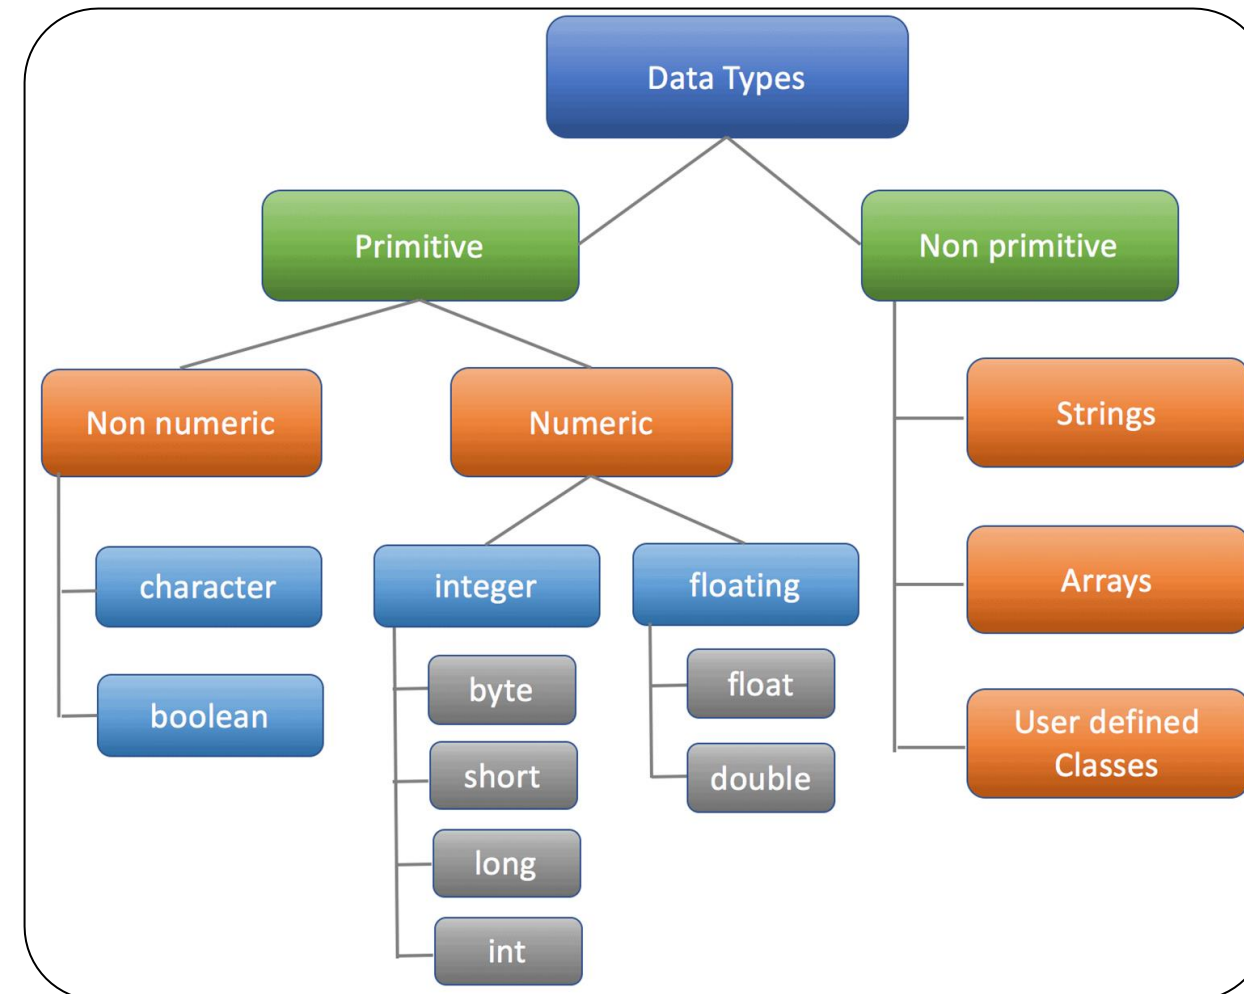 Data Types
Primitive
Non primitive
Non numeric
Numeric
Strings
character
integer
floating
Arrays
byte
float
boolean
short
double
User defined
Classes
long
int